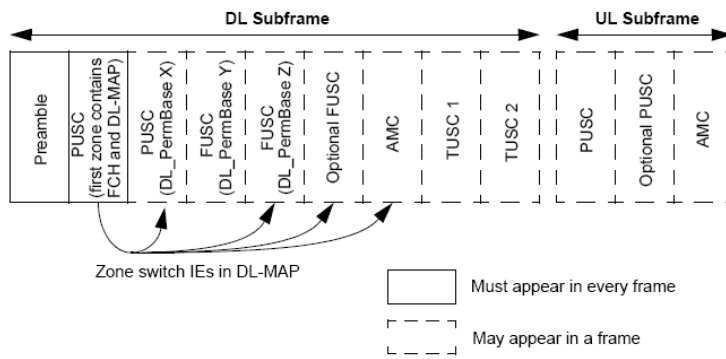 DL Subframe
UL Subframe
Preamble
PUSC
(first zone contains
FCH and DL-MAP)
PUSC
(DL_PermBase X)
FUSC
(DL_PermBase Y)
FUSC
(DL_PermBase Z)
Optional FUSC
AMC
TUSC 1
TUSC 2
PUSC
Optional PUSC
AMC
Zone switch IEs in DL-MAP
Must appear in every frame
May appear in a frame